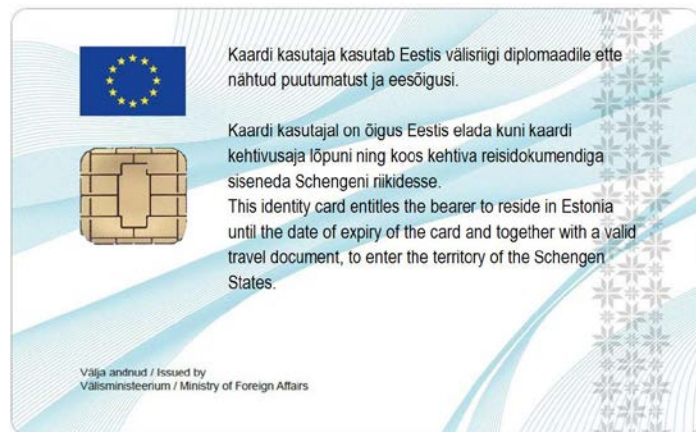 Kaardi kasutaja kasutab Eestis välisriigi diplomaadile ette
nähtud puutumatust ja eesõigusi.
Kaardi kasutajal on õigus Eestis elada kuni kaardi
kehtivusaja lõpuni ning koos kehtiva reisidokumendiga
siseneda Schengeni riikidesse.
This identity card entitles the bearer to reside in Estonia
until the date of expiry of the card and together with a valid
travel document, to enter the territory of the Schengen
States.
Välja andnud / Issued by
Välisministeerium / Ministry of Foreign Affairs